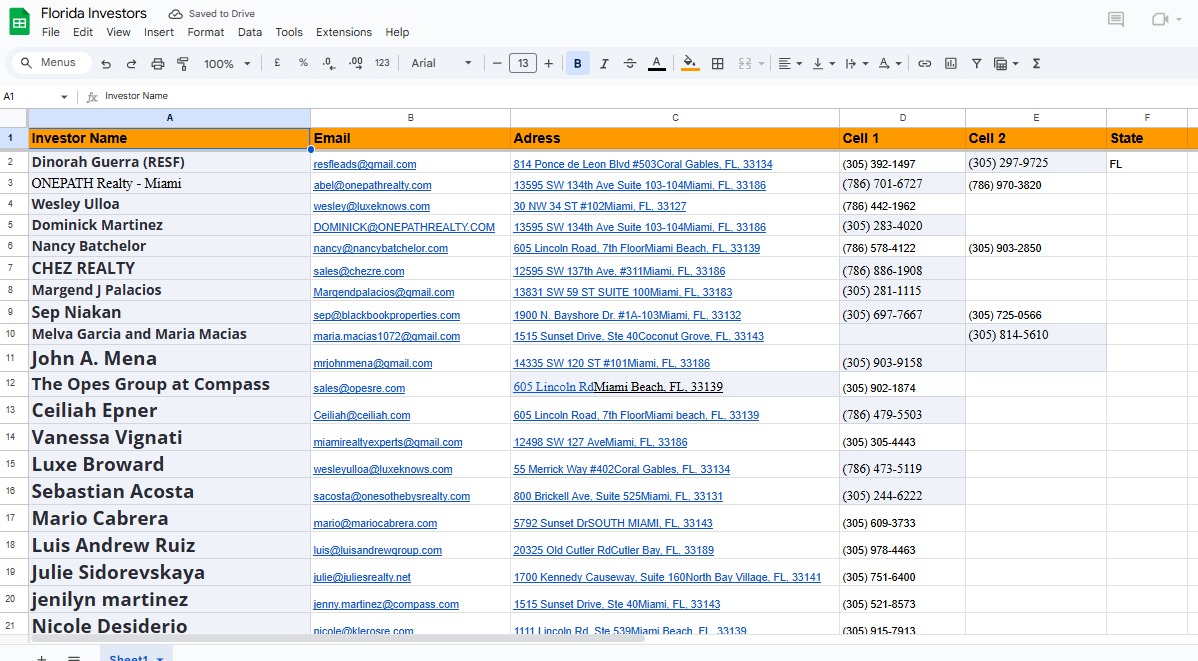 Florida Investors Saved to Drive
File Edit View Insert Format Data Tools Extensions Help
Menus 100% £ % .0 .00 123 Arial 13 B I A
A1 fx Investor Name
A B C D E F
1 Investor Name Email Adress Cell 1 Cell 2 State
2 Dinorah Guerra (RESF) resfleads@gmail.com 814 Ponce de Leon Blvd #503Coral Gables, FL, 33134 (305) 392-1497 (305) 297-9725 FL
3 ONEPATH Realty - Miami abel@onepathrealty.com 13595 SW 134th Ave Suite 103-104Miami, FL, 33186 (786) 701-6727 (786) 970-3820
4 Wesley Ulloa wesley@luxeknows.com 30 NW 34 ST #102Miami, FL, 33127 (786) 442-1962
5 Dominick Martinez DOMINICK@ONEPATHREALTY.COM 13595 SW 134th Ave Suite 103-104Miami, FL, 33186 (305) 283-4020
6 Nancy Batchelor nancy@nancybatchelor.com 605 Lincoln Road, 7th FloorMiami Beach, FL, 33139 (786) 578-4122 (305) 903-2850
7 CHEZ REALTY sales@chezre.com 12595 SW 137th Ave, #311Miami, FL, 33186 (786) 886-1908
8 Margend J Palacios Margendpalacios@gmail.com 13831 SW 59 ST SUITE 100Miami, FL, 33183 (305) 281-1115
9 Sep Niakan sep@blackbookproperties.com 1900 N. Bayshore Dr. #1A-103Miami, FL, 33132 (305) 697-7667 (305) 725-0566
10 Melva Garcia and Maria Macias maria.macias1072@gmail.com 1515 Sunset Drive, Ste 40Coconut Grove, FL, 33143 (305) 814-5610
11 John A. Mena mrjohnmena@gmail.com 14335 SW 120 ST #101Miami, FL, 33186 (305) 903-9158
12 The Opes Group at Compass sales@opesre.com 605 Lincoln RdMiami Beach, FL, 33139 (305) 902-1874
13 Ceiliah Epner Ceiliah@ceiliah.com 605 Lincoln Road, 7th FloorMiami beach, FL, 33139 (786) 479-5503
14 Vanessa Vignati miamirealtyexperts@gmail.com 12498 SW 127 AveMiami, FL, 33186 (305) 305-4443
15 Luxe Broward wesleyulloa@luxeknows.com 55 Merrick Way #402Coral Gables, FL, 33134 (786) 473-5119
16 Sebastian Acosta sacosta@onesothebysrealty.com 800 Brickell Ave, Suite 525Miami, FL, 33131 (305) 244-6222
17 Mario Cabrera mario@mariocabrera.com 5792 Sunset DrSOUTH MIAMI, FL, 33143 (305) 609-3733
18 Luis Andrew Ruiz luis@luisandrewgroup.com 20325 Old Cutler RdCutler Bay, FL, 33189 (305) 978-4463
19 Julie Sidorevskaya julie@juliesrealty.net 1700 Kennedy Causeway, Suite 160North Bay Village, FL, 33141 (305) 751-6400
20 jenilyn martinez jenny.martinez@compass.com 1515 Sunset Drive, Ste 40Miami, FL, 33143 (305) 521-8573
21 Nicole Desiderio nicole@klerosre.com 1111 Lincoln Rd, Ste 539Miami Beach, FL, 33139 (305) 915-7913
Sheet1